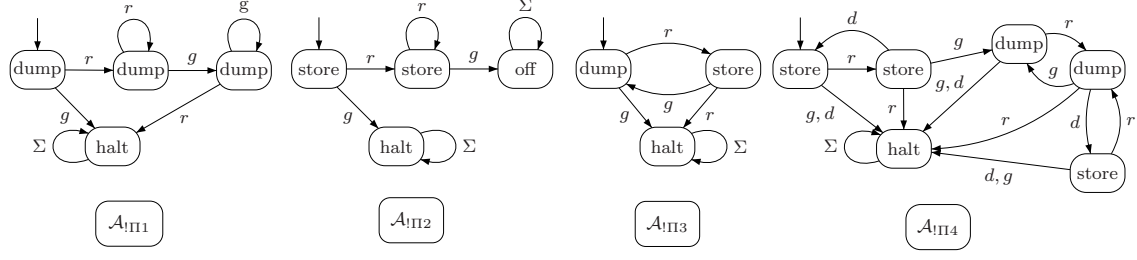 r
g
dump
r
dump
g
dump
g
r
Σ
halt
A!Π1
r
Σ
store
r
store
g
off
g
halt
Σ
A!Π2
r
dump
store
g
g
r
halt
Σ
A!Π3
d
store
r
store
g
dump
r
dump
g
g, d
g, d
r
r
d
r
Σ
halt
d, g
store
A!Π4